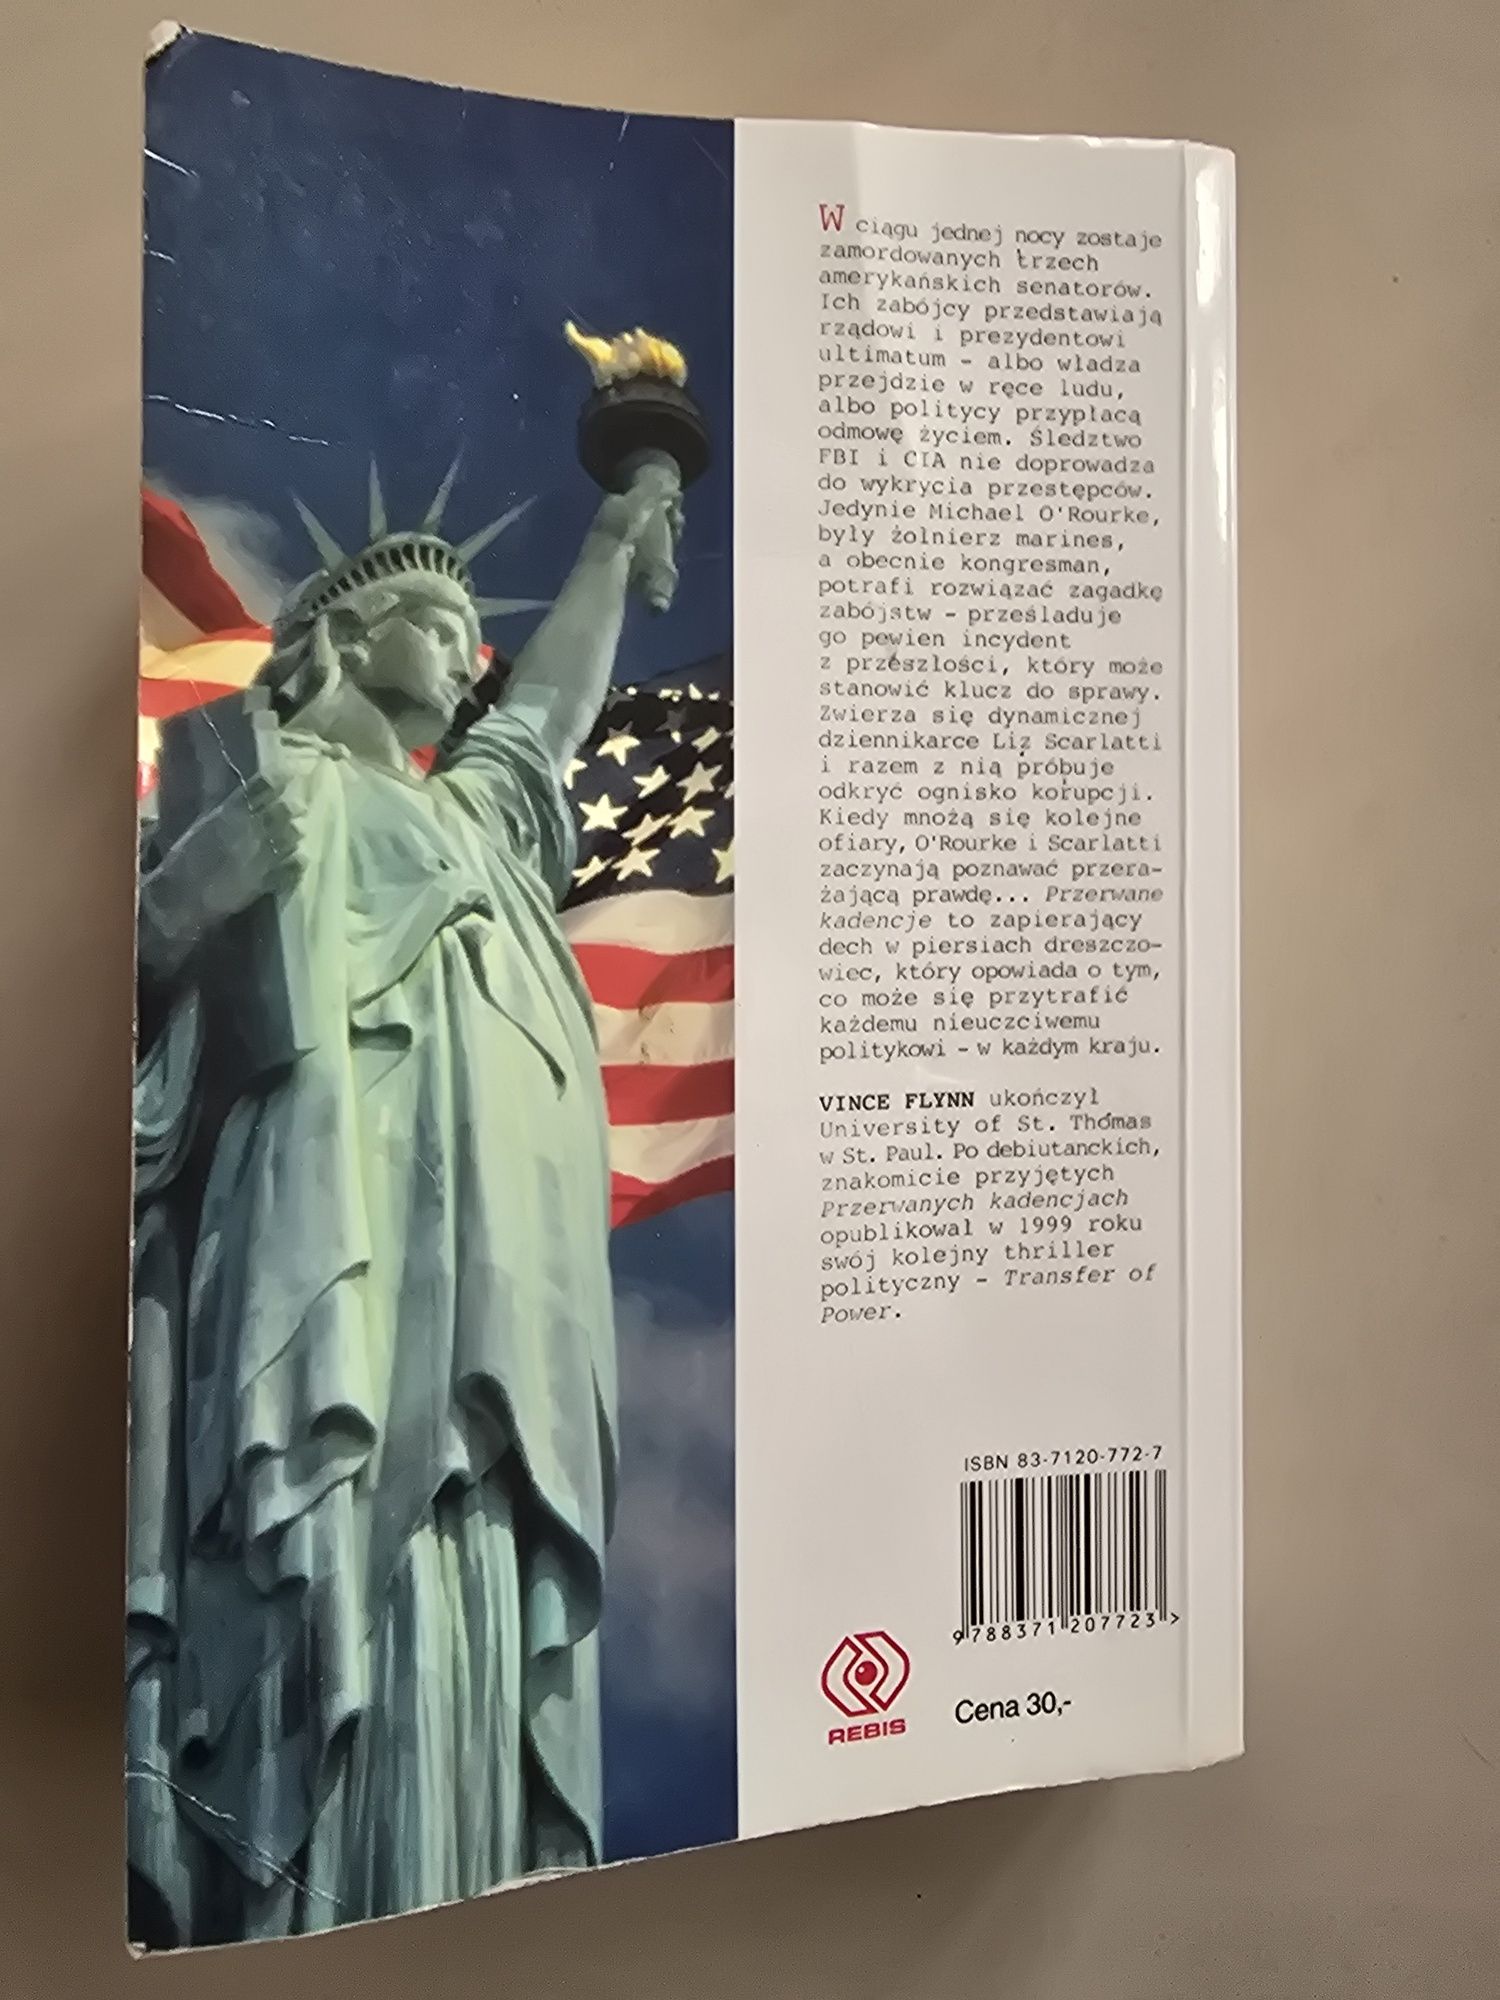 W ciągu jednej nocy zostaje
zamordowanych trzech
amerykańskich senatorów.
Ich zabójcy przedstawiają
rządowi i prezydentowi
ultimatum – albo władza
przejdzie w ręce ludu,
albo politycy przypłacą
odmowę życiem. Śledztwo
FBI i CIA nie doprowadza
do wykrycia przestępców.
Jedynie Michael O'Rourke,
były żołnierz marines,
a obecnie kongresman,
potrafi rozwiązać zagadkę
zabójstw – prześladuje
go pewien incydent
z przeszłości, który może
stanowić klucz do sprawy.
Zwierza się dynamicznej
dziennikarce Liz Scarlatti
i razem z nią próbuje
odkryć ognisko korupcji.
Kiedy mnożą się kolejne
ofiary, O'Rourke i Scarlatti
zaczynają poznawać przera-
żającą prawdę... Przerwane
kadencje to zapierający
dech w piersiach dreszczo-
wiec, który opowiada o tym,
co może się przytrafić
każdemu nieuczciwemu
politykowi – w każdym kraju.
VINCE FLYNN ukończył
University of St. Thomas
w St. Paul. Po debiutanckich,
znakomicie przyjętych
Przerwanych kadencjach
opublikował w 1999 roku
swój kolejny thriller
polityczny – Transfer of
Power.
ISBN 83-7120-772-7
9 788371 207723 >
REBIS
Cena 30,-